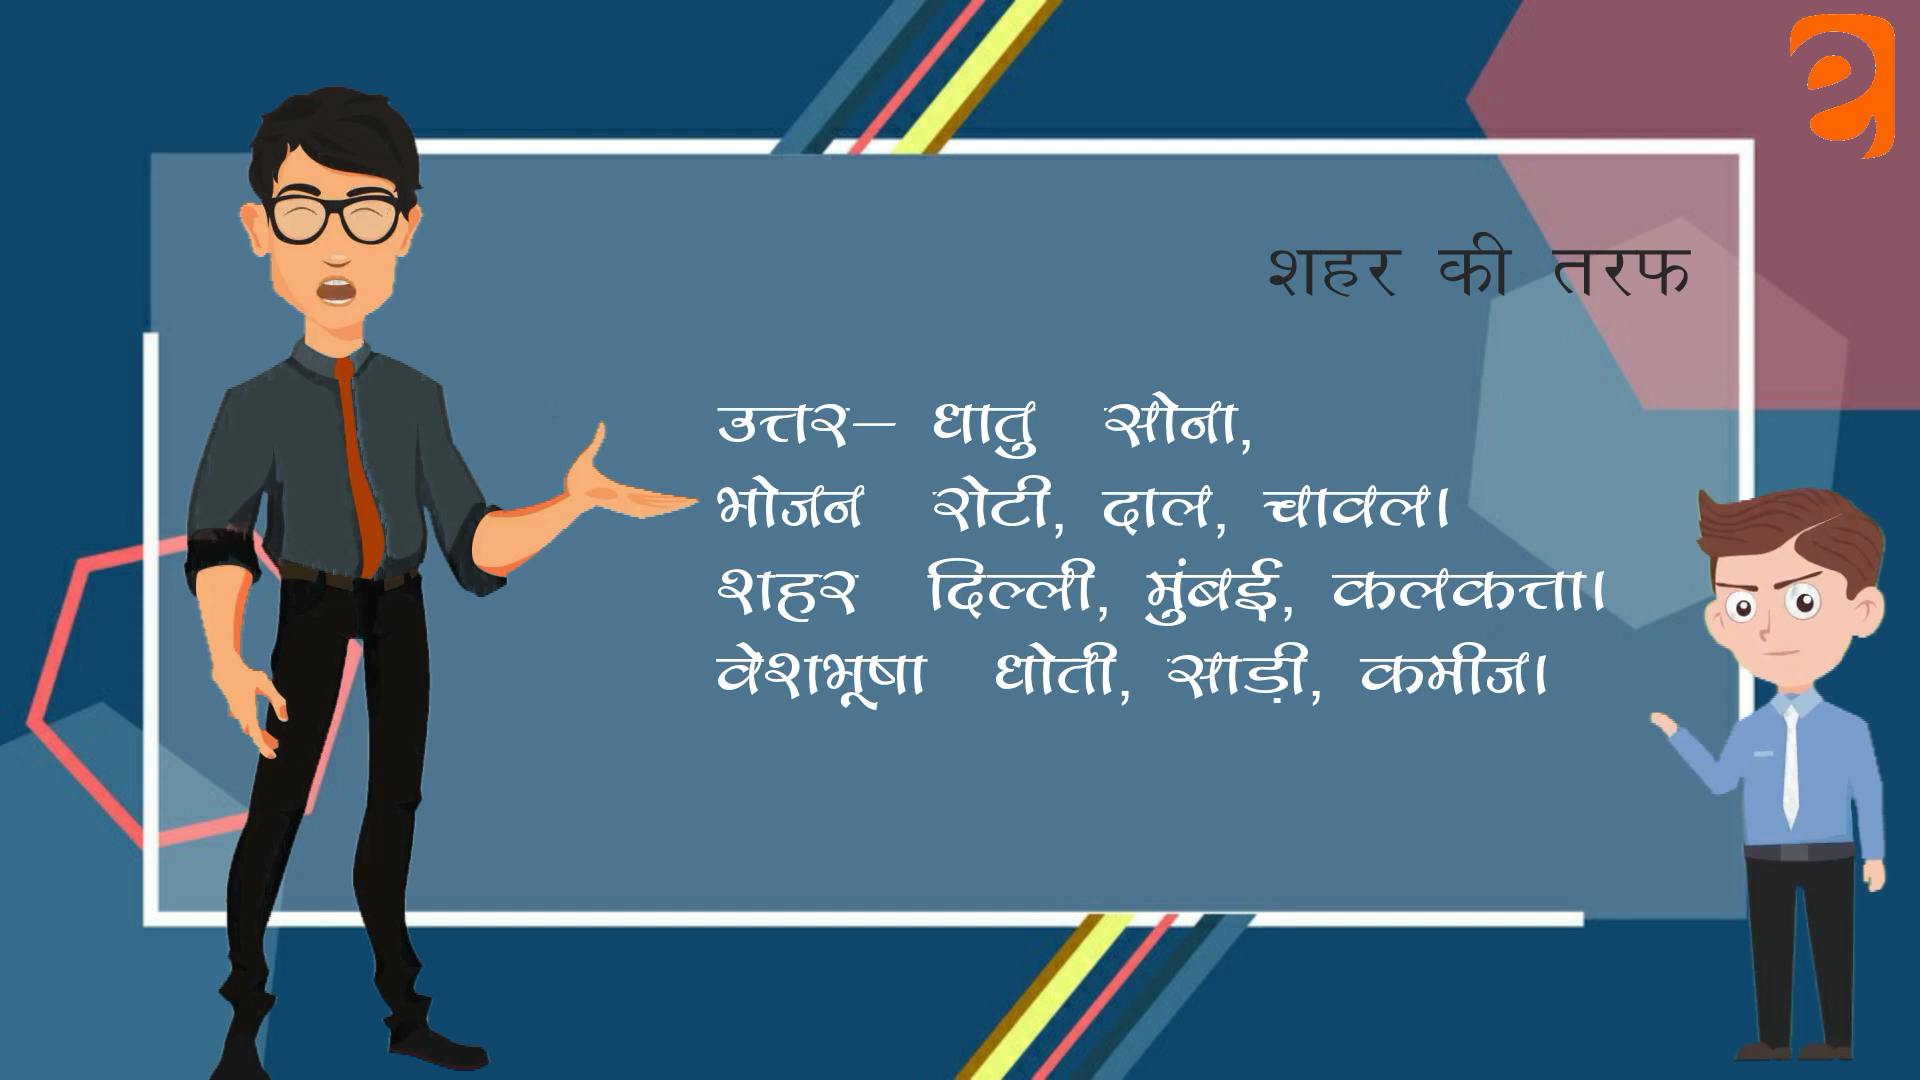 शहर की तरफ
उत्तर– धातु सोना,
भोजन रोटी, दाल, चावल।
शहर दिल्ली, मुंबई, कलकत्ता।
वेशभूषा धोती, साड़ी, कमीज।